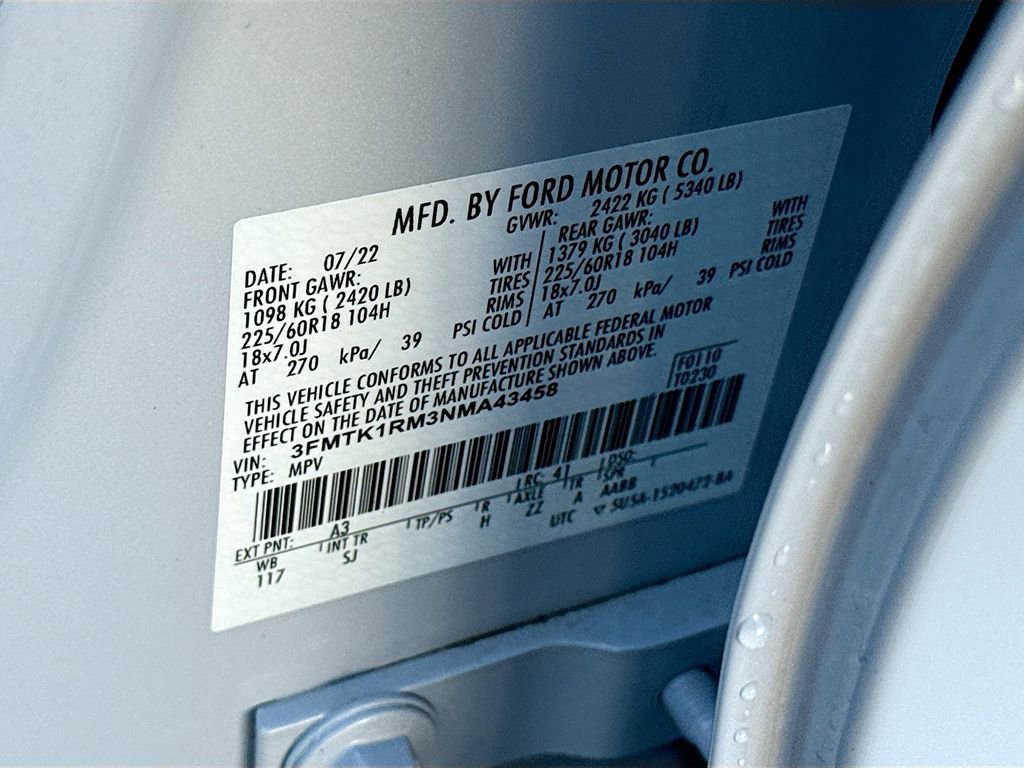 MFD. BY FORD MOTOR CO.
DATE: 07/22 GVWR: 2422 KG ( 5340 LB)
FRONT GAWR: REAR GAWR:
1098 KG ( 2420 LB) WITH 1379 KG ( 3040 LB) WITH
225/60R18 104H TIRES 225/60R18 104H TIRES
18x7.0J RIMS 18x7.0J RIMS
AT 270 kPa/ 39 PSI COLD AT 270 kPa/ 39 PSI COLD
THIS VEHICLE CONFORMS TO ALL APPLICABLE FEDERAL MOTOR
VEHICLE SAFETY AND THEFT PREVENTION STANDARDS IN
EFFECT ON THE DATE OF MANUFACTURE SHOWN ABOVE.
VIN: 3FMTK1RM3NMA43458 F0110
TYPE: MPV T0230
EXT PNT: A3 RC: 41 DSO:
WB INT TR TP/PS R AXLE TR SPR
117 SJ H ZZ A AABB
UTC ▽ SU5A-1520472-BA